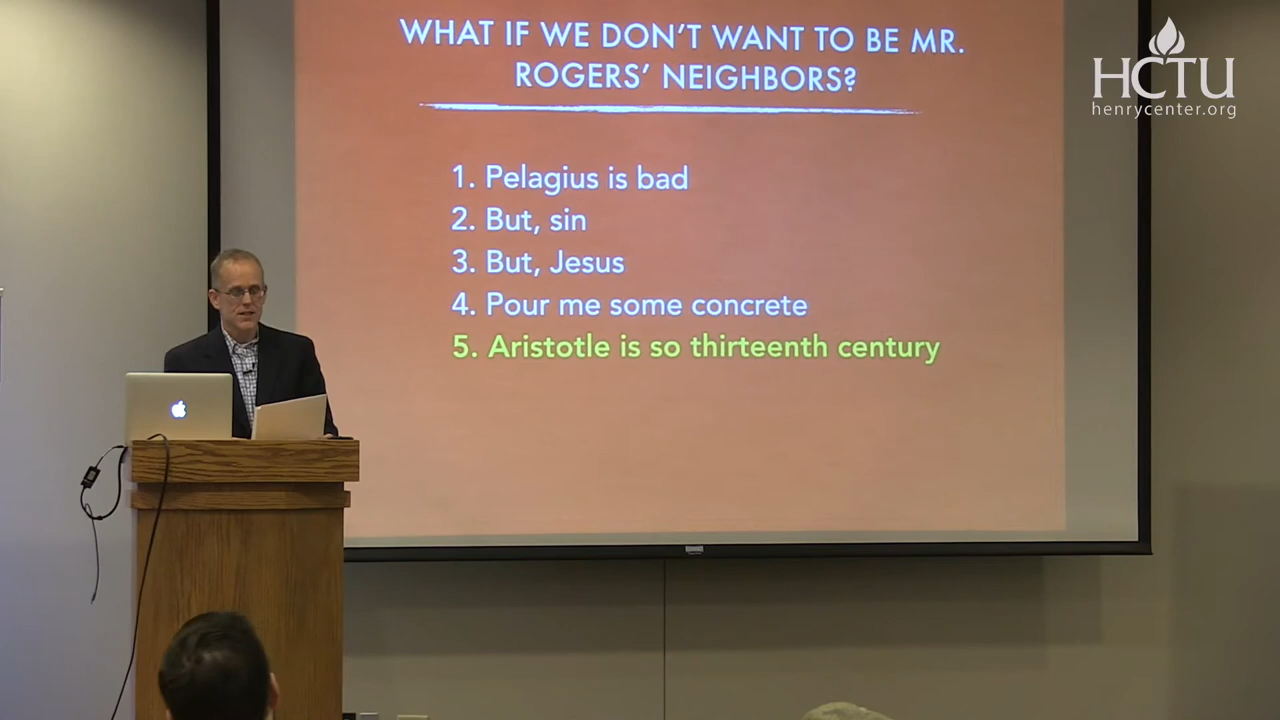 WHAT IF WE DON'T WANT TO BE MR.
ROGERS' NEIGHBORS?
1. Pelagius is bad
2. But, sin
3. But, Jesus
4. Pour me some concrete
5. Aristotle is so thirteenth century
HCTU
henrycenter.org